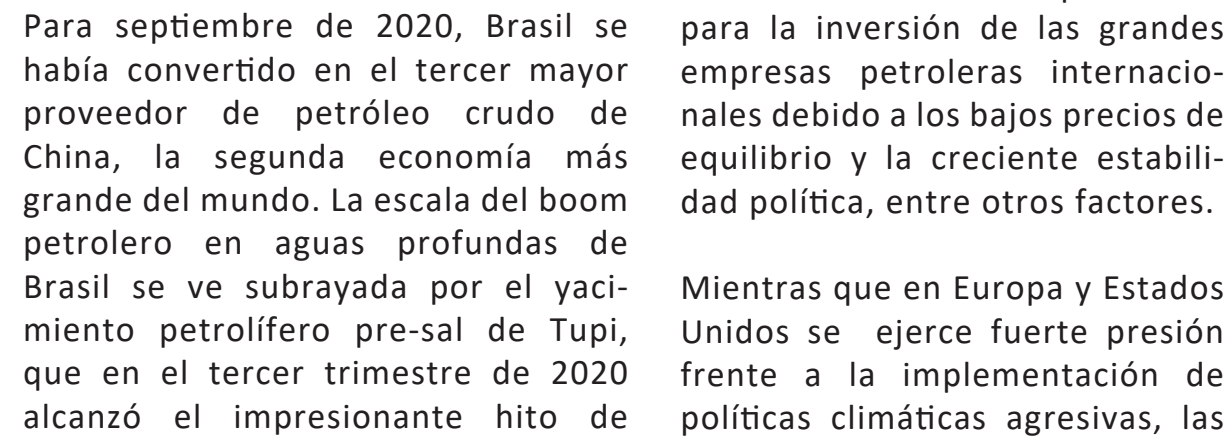 Para septiembre de 2020, Brasil se
había convertido en el tercer mayor
proveedor de petróleo crudo de
China, la segunda economía más
grande del mundo. La escala del boom
petrolero en aguas profundas de
Brasil se ve subrayada por el yaci-
miento petrolífero pre-sal de Tupi,
que en el tercer trimestre de 2020
alcanzó el impresionante hito de
para la inversión de las grandes
empresas petroleras internacio-
nales debido a los bajos precios de
equilibrio y la creciente estabili-
dad política, entre otros factores.
Mientras que en Europa y Estados
Unidos se ejerce fuerte presión
frente a la implementación de
políticas climáticas agresivas, las